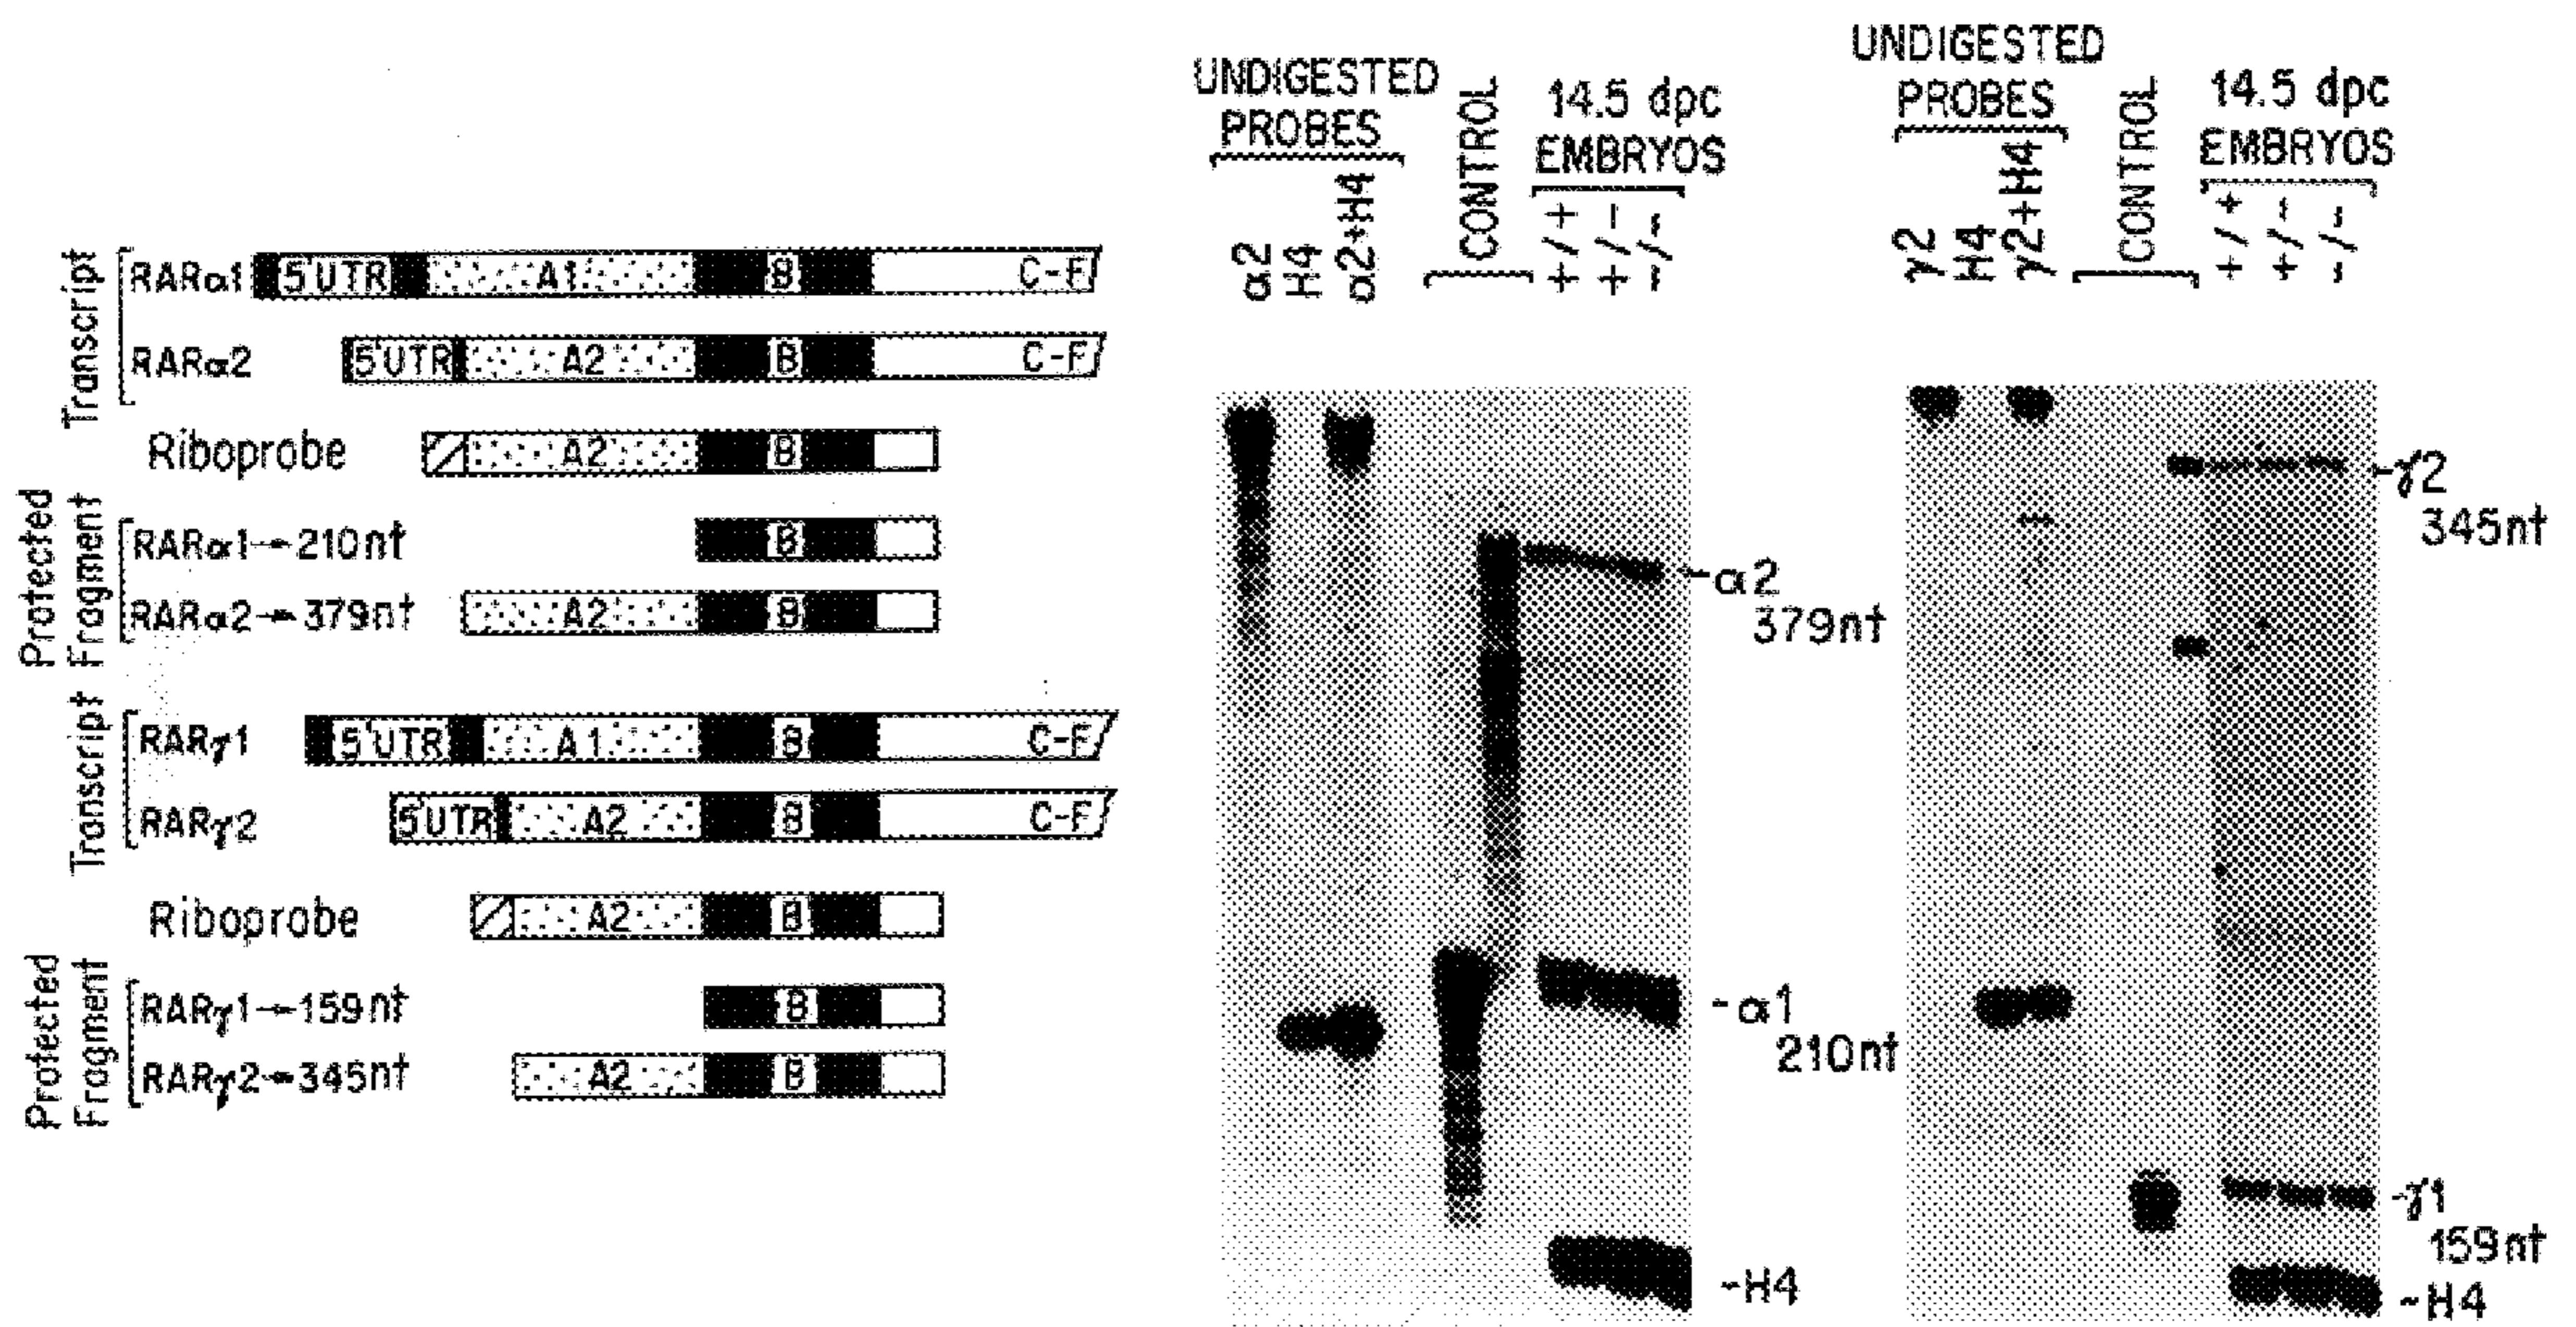 Transcript
RARα1 5'UTR A1 B C-F
RARα2 5'UTR A2 B C-F
Riboprobe A2 B
Protected
Fragment
RARα1→210nt B
RARα2→379nt A2 B
Transcript
RARγ1 5'UTR A1 B C-F
RARγ2 5'UTR A2 B C-F
Riboprobe A2 B
Protected
Fragment
RARγ1→159nt B
RARγ2→345nt A2 B
UNDIGESTED
PROBES
α2
H4
α2+H4
CONTROL
14.5 dpc
EMBRYOS
+/+
+/-
-/-
-α2
379nt
-α1
210nt
-H4
UNDIGESTED
PROBES
γ2
H4
γ2+H4
CONTROL
14.5 dpc
EMBRYOS
+/+
+/-
-/-
-γ2
345nt
-γ1
159nt
-H4